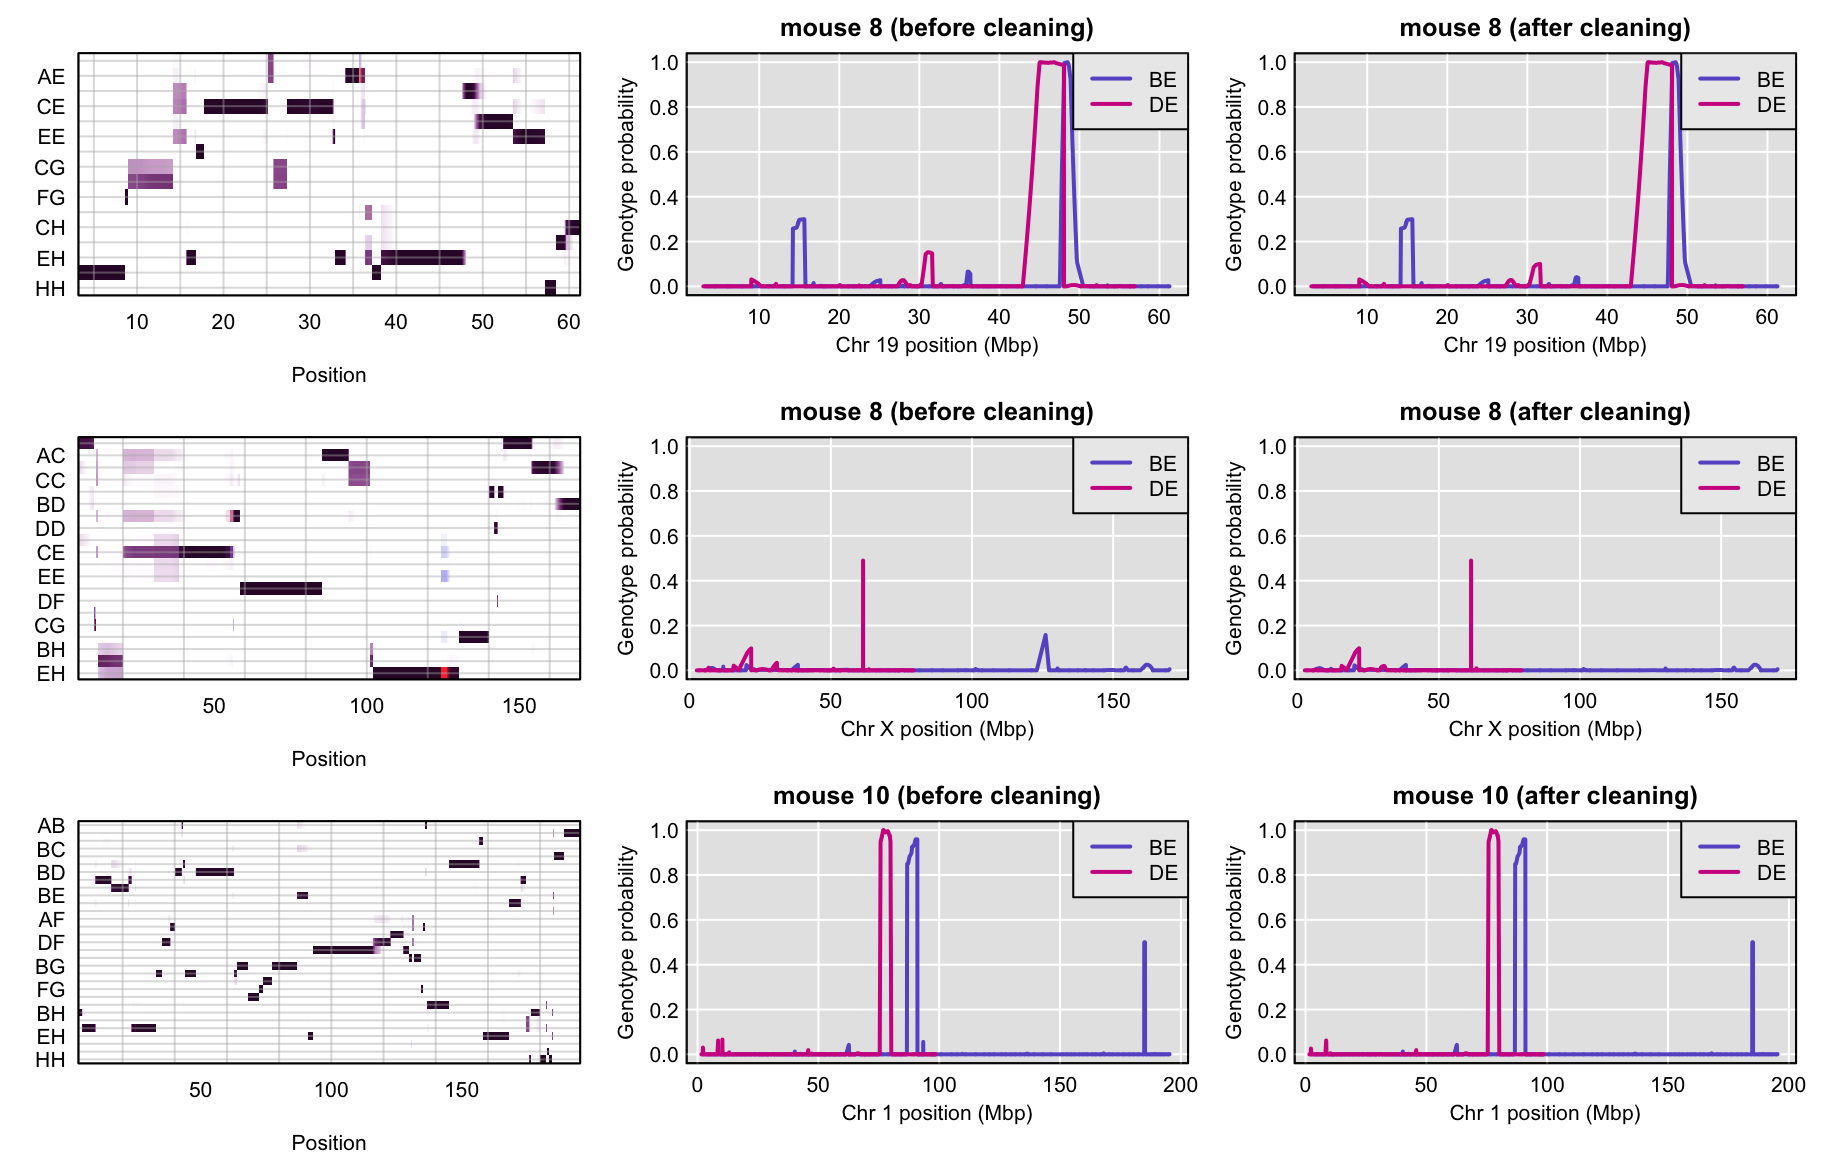 AE
CE
EE
CG
FG
CH
EH
HH
10 20 30 40 50 60
Position
mouse 8 (before cleaning)
Genotype probability
1.0
0.8
0.6
0.4
0.2
0.0
BE
DE
10 20 30 40 50 60
Chr 19 position (Mbp)
mouse 8 (after cleaning)
Genotype probability
1.0
0.8
0.6
0.4
0.2
0.0
BE
DE
10 20 30 40 50 60
Chr 19 position (Mbp)
AC
CC
BD
DD
CE
EE
DF
CG
BH
EH
50 100 150
Position
mouse 8 (before cleaning)
Genotype probability
1.0
0.8
0.6
0.4
0.2
0.0
BE
DE
0 50 100 150
Chr X position (Mbp)
mouse 8 (after cleaning)
Genotype probability
1.0
0.8
0.6
0.4
0.2
0.0
BE
DE
0 50 100 150
Chr X position (Mbp)
AB
BC
BD
BE
AF
DF
BG
FG
BH
EH
HH
50 100 150
Position
mouse 10 (before cleaning)
Genotype probability
1.0
0.8
0.6
0.4
0.2
0.0
BE
DE
0 50 100 150 200
Chr 1 position (Mbp)
mouse 10 (after cleaning)
Genotype probability
1.0
0.8
0.6
0.4
0.2
0.0
BE
DE
0 50 100 150 200
Chr 1 position (Mbp)